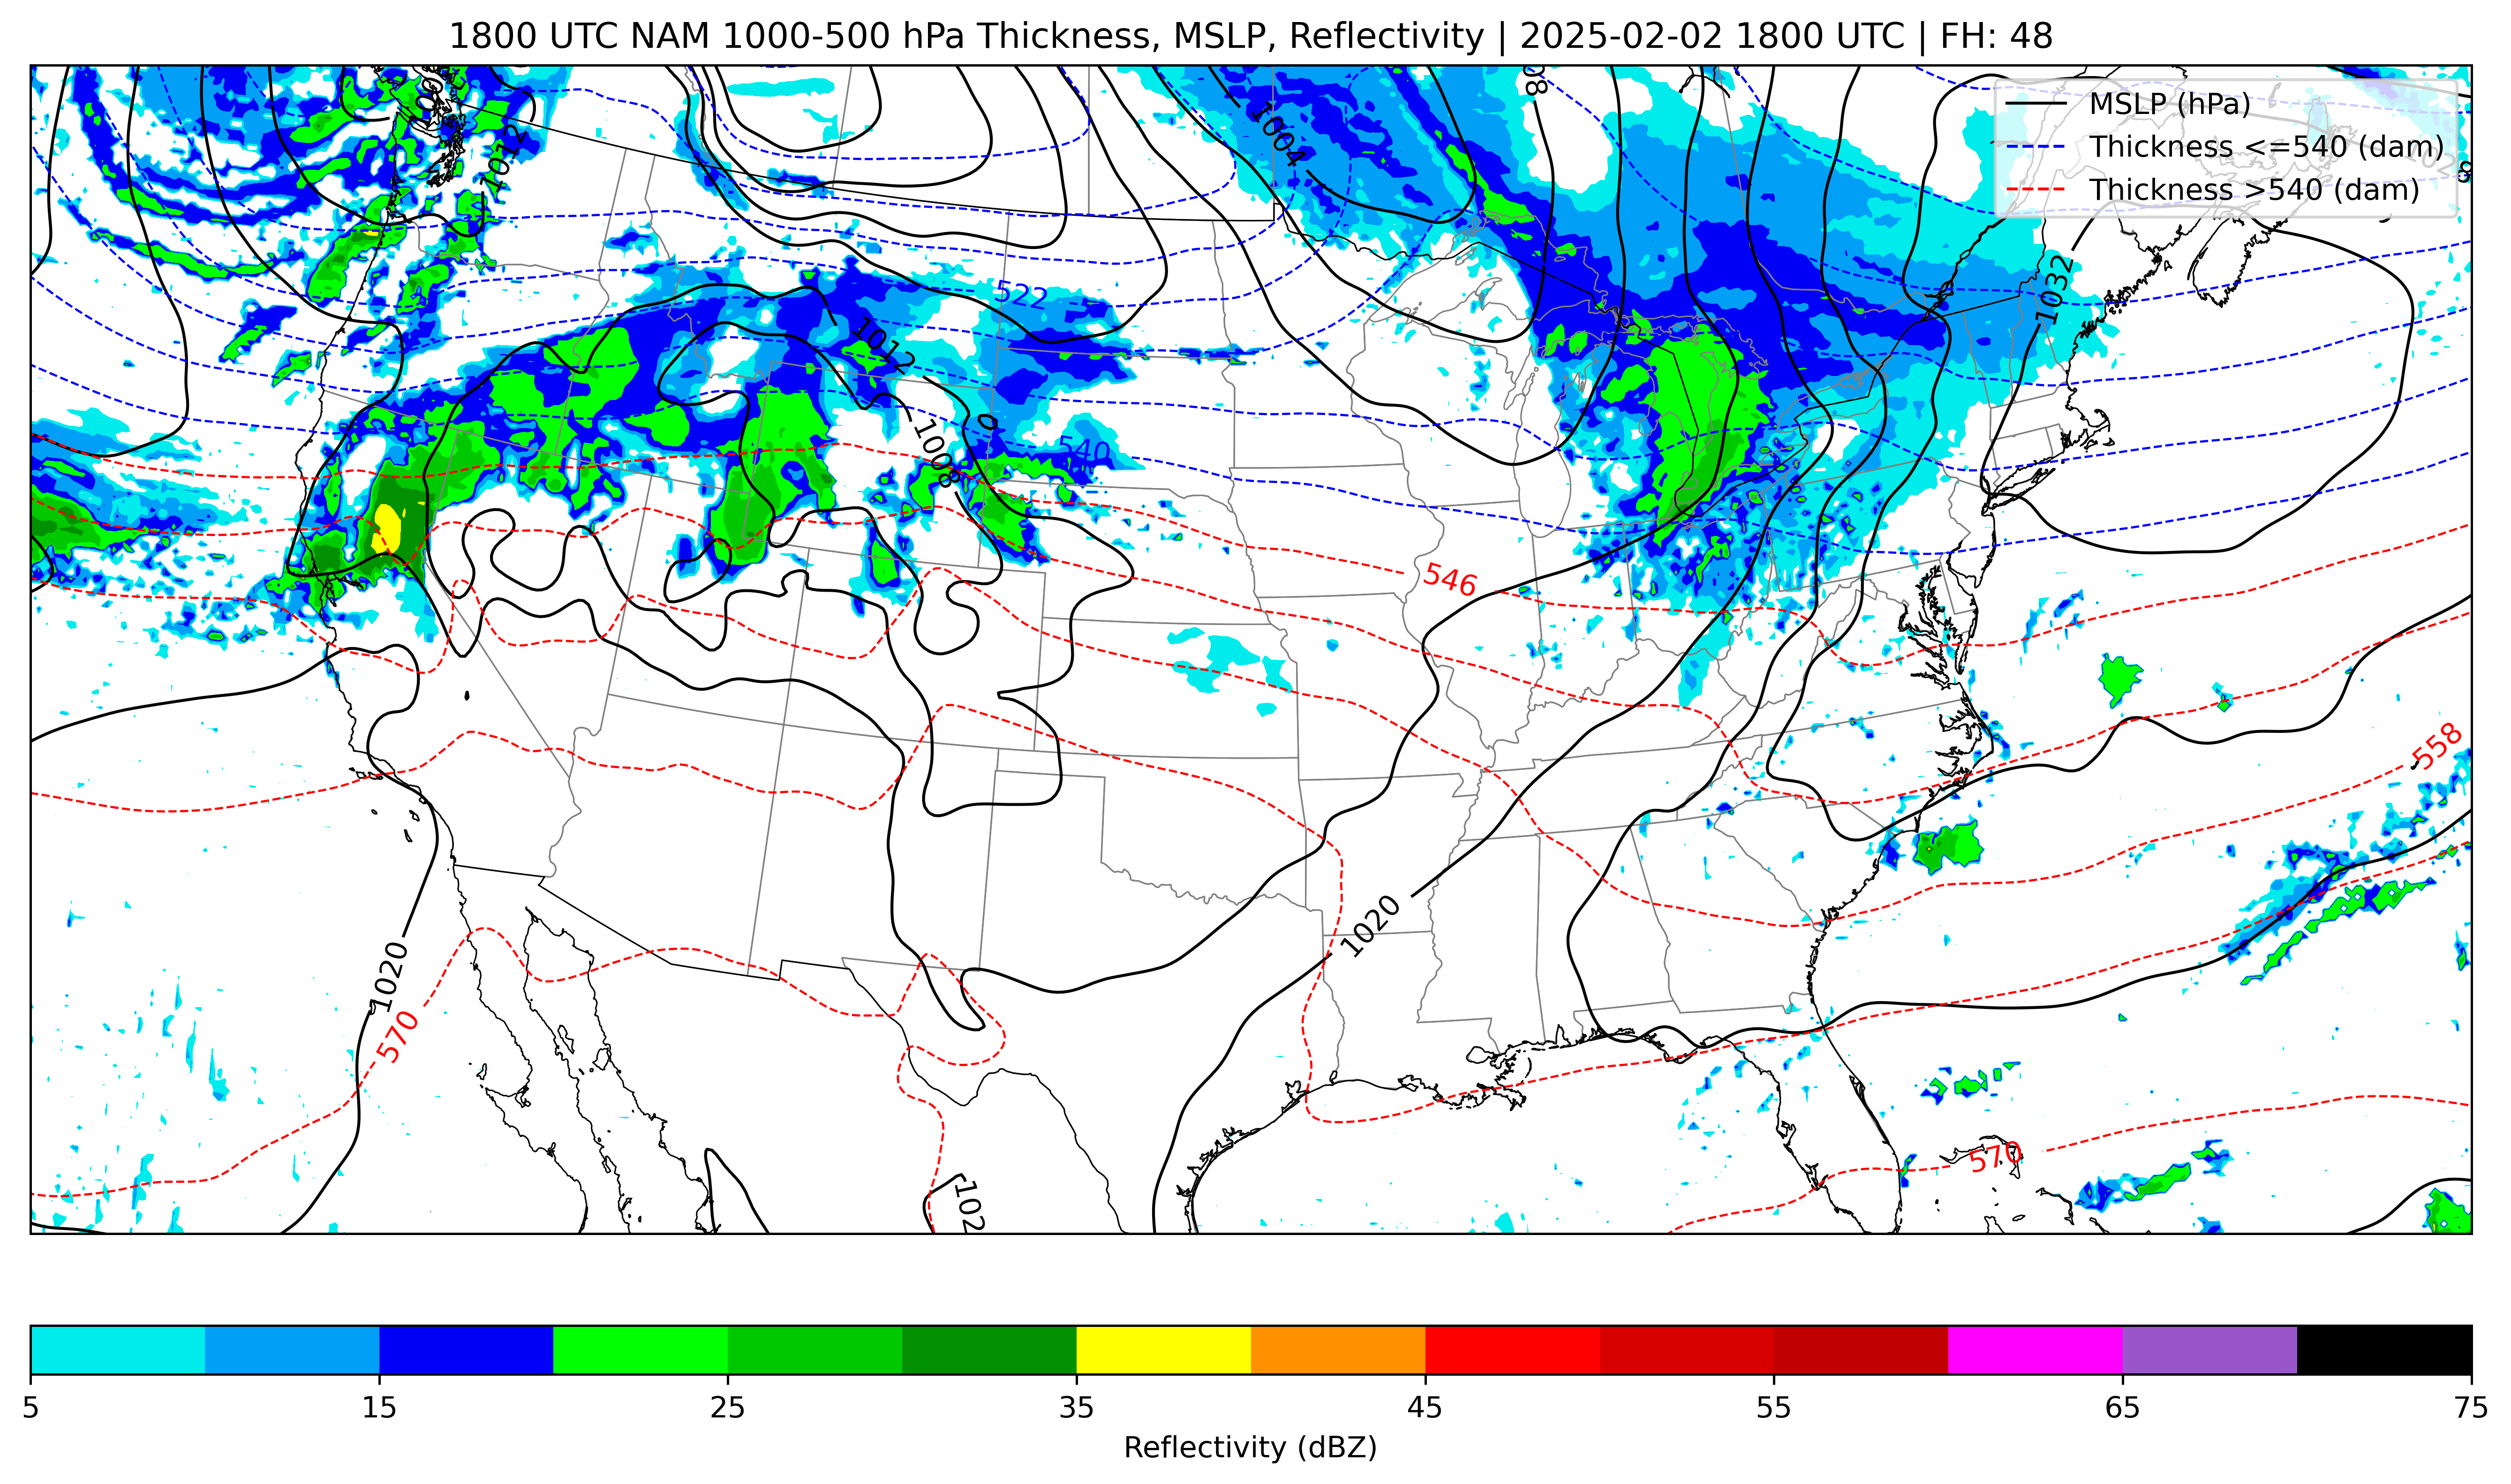 1800 UTC NAM 1000-500 hPa Thickness, MSLP, Reflectivity | 2025-02-02 1800 UTC | FH: 48
MSLP (hPa)
Thickness <=540 (dam)
Thickness >540 (dam)
1012
1004
1032
522
1012
1008
540
546
558
1020
1020
570
570
102
5 15 25 35 45 55 65 75
Reflectivity (dBZ)